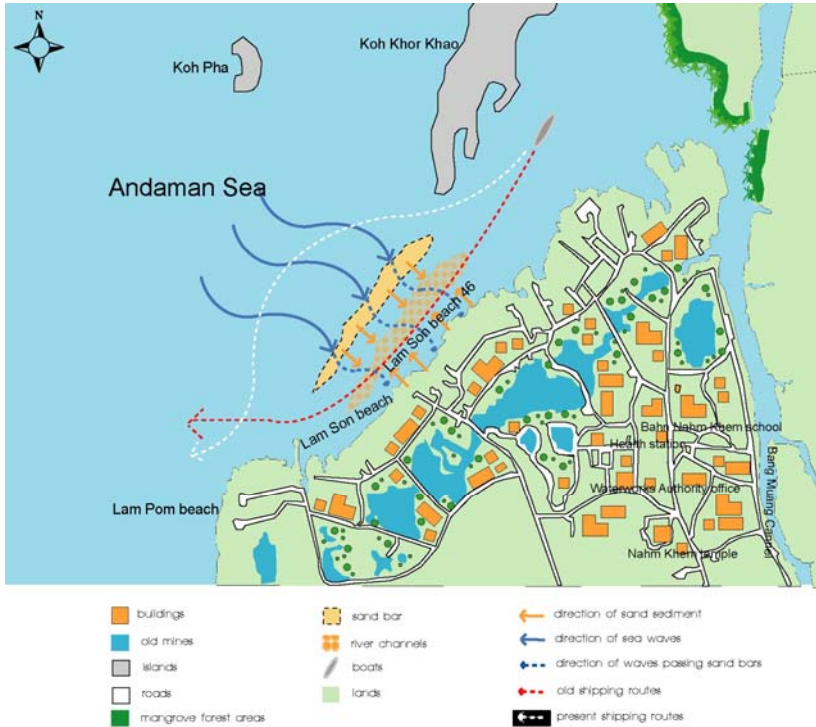 N
Koh Khor Khao
Koh Pha
Andaman Sea
Lam Son beach 46
Lam Son beach
Bahn Nahm Khem school
Health station
Waterworks Authority office
Bang Muang Cannel
Lam Pom beach
Nahm Khem temple
buildings
old mines
islands
roads
mangrove forest areas
sand bar
river channels
boats
lands
direction of sand sediment
direction of sea waves
direction of waves passing sand bars
old shipping routes
present shipping routes